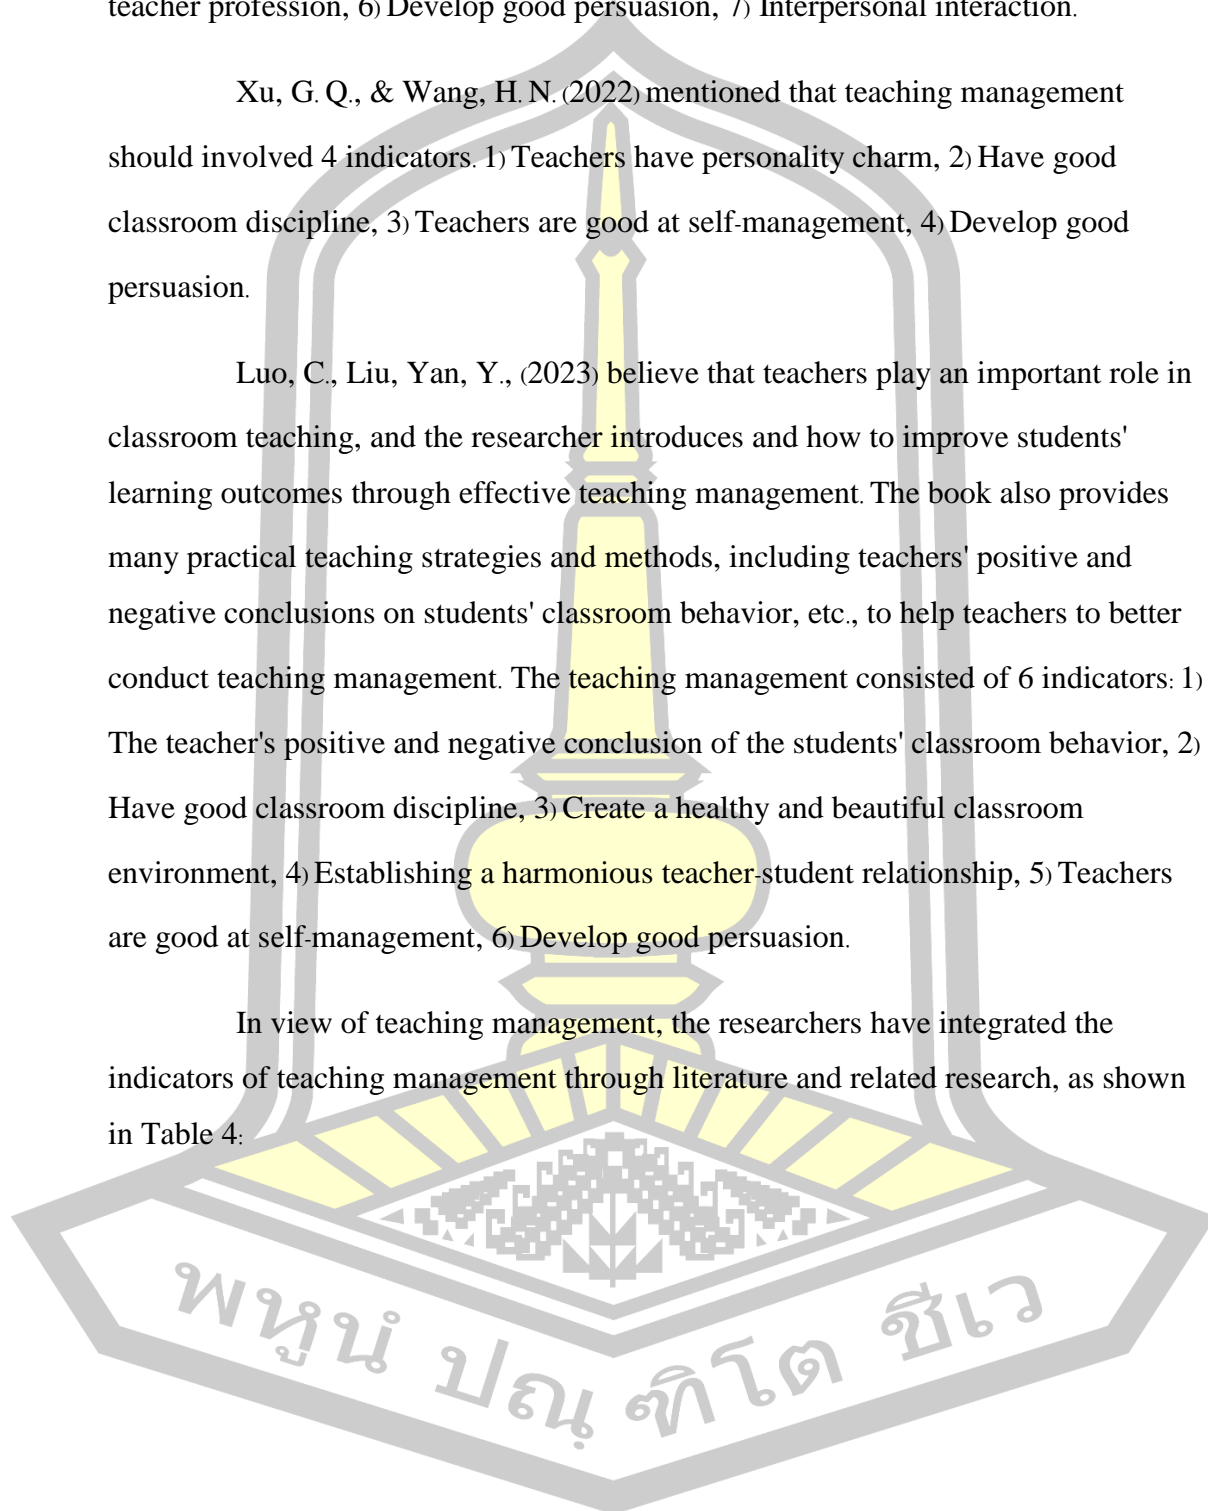 teacher profession, 6) Develop good persuasion, 7) Interpersonal interaction.
Xu, G. Q., & Wang, H. N. (2022) mentioned that teaching management
should involved 4 indicators. 1) Teachers have personality charm, 2) Have good
classroom discipline, 3) Teachers are good at self-management, 4) Develop good
persuasion.
Luo, C., Liu, Yan, Y., (2023) believe that teachers play an important role in
classroom teaching, and the researcher introduces and how to improve students'
learning outcomes through effective teaching management. The book also provides
many practical teaching strategies and methods, including teachers' positive and
negative conclusions on students' classroom behavior, etc., to help teachers to better
conduct teaching management. The teaching management consisted of 6 indicators: 1)
The teacher's positive and negative conclusion of the students' classroom behavior, 2)
Have good classroom discipline, 3) Create a healthy and beautiful classroom
environment, 4) Establishing a harmonious teacher-student relationship, 5) Teachers
are good at self-management, 6) Develop good persuasion.
In view of teaching management, the researchers have integrated the
indicators of teaching management through literature and related research, as shown
in Table 4:
พหูนํ ปณฺฑิโต ชีเว